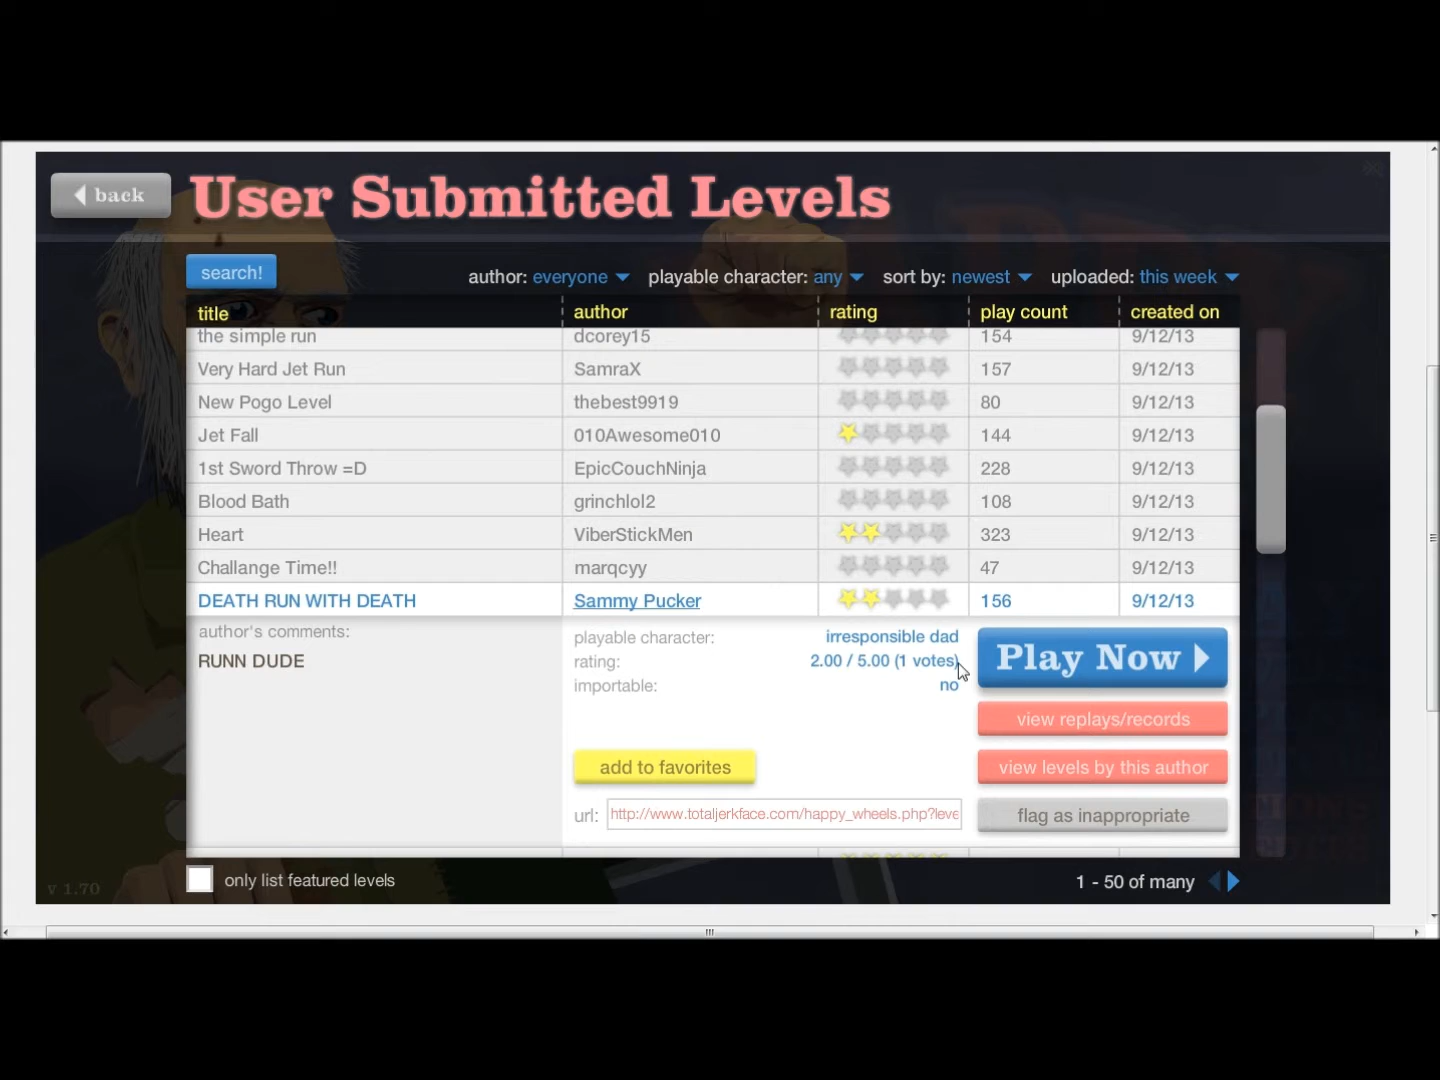 back
User Submitted Levels
search!
author: everyone playable character: any sort by: newest uploaded: this week
title author rating play count created on
the simple run dcorey15 154 9/12/13
Very Hard Jet Run SamraX 157 9/12/13
New Pogo Level thebest9919 80 9/12/13
Jet Fall 010Awesome010 144 9/12/13
1st Sword Throw =D EpicCouchNinja 228 9/12/13
Blood Bath grinchlol2 108 9/12/13
Heart ViberStickMen 323 9/12/13
Challange Time!! marqcyy 47 9/12/13
DEATH RUN WITH DEATH Sammy Pucker 156 9/12/13
author's comments:
RUNN DUDE
playable character: irresponsible dad
rating: 2.00 / 5.00 (1 votes)
importable: no
Play Now
view replays/records
add to favorites
view levels by this author
url: http://www.totaljerkface.com/happy_wheels.php?leve
flag as inappropriate
v 1.70
only list featured levels
1 - 50 of many